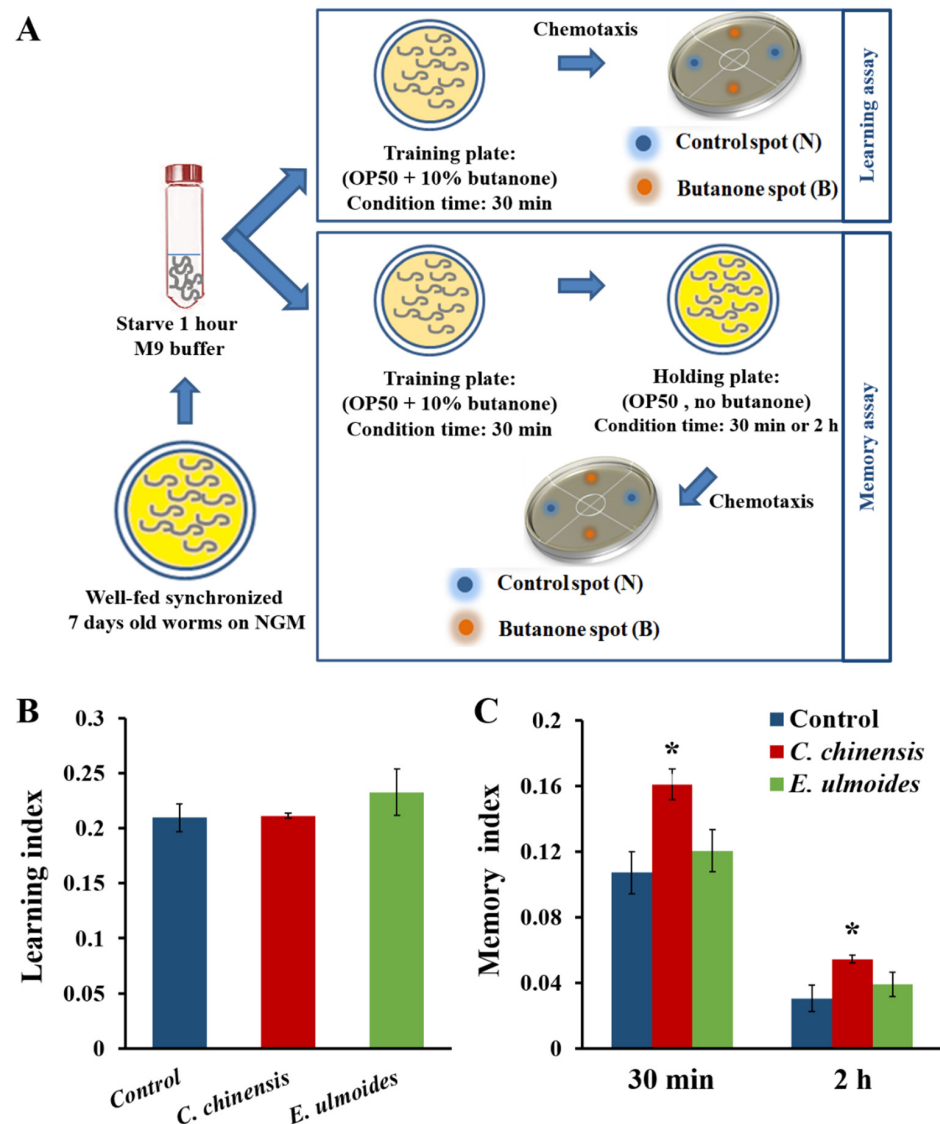 A
Chemotaxis
Control spot (N)
Butanone spot (B)
Training plate:
(OP50 + 10% butanone)
Condition time: 30 min
Learning assay
Starve 1 hour
M9 buffer
Well-fed synchronized
7 days old worms on NGM
Training plate:
(OP50 + 10% butanone)
Condition time: 30 min
Holding plate:
(OP50 , no butanone)
Condition time: 30 min or 2 h
Chemotaxis
Control spot (N)
Butanone spot (B)
Memory assay
B
Learning index
0.3
0.25
0.2
0.15
0.1
0.05
0
Control
C. chinensis
E. ulmoides
C
Memory index
0.2
0.16
0.12
0.08
0.04
0
*
*
Control
C. chinensis
E. ulmoides
30 min
2 h